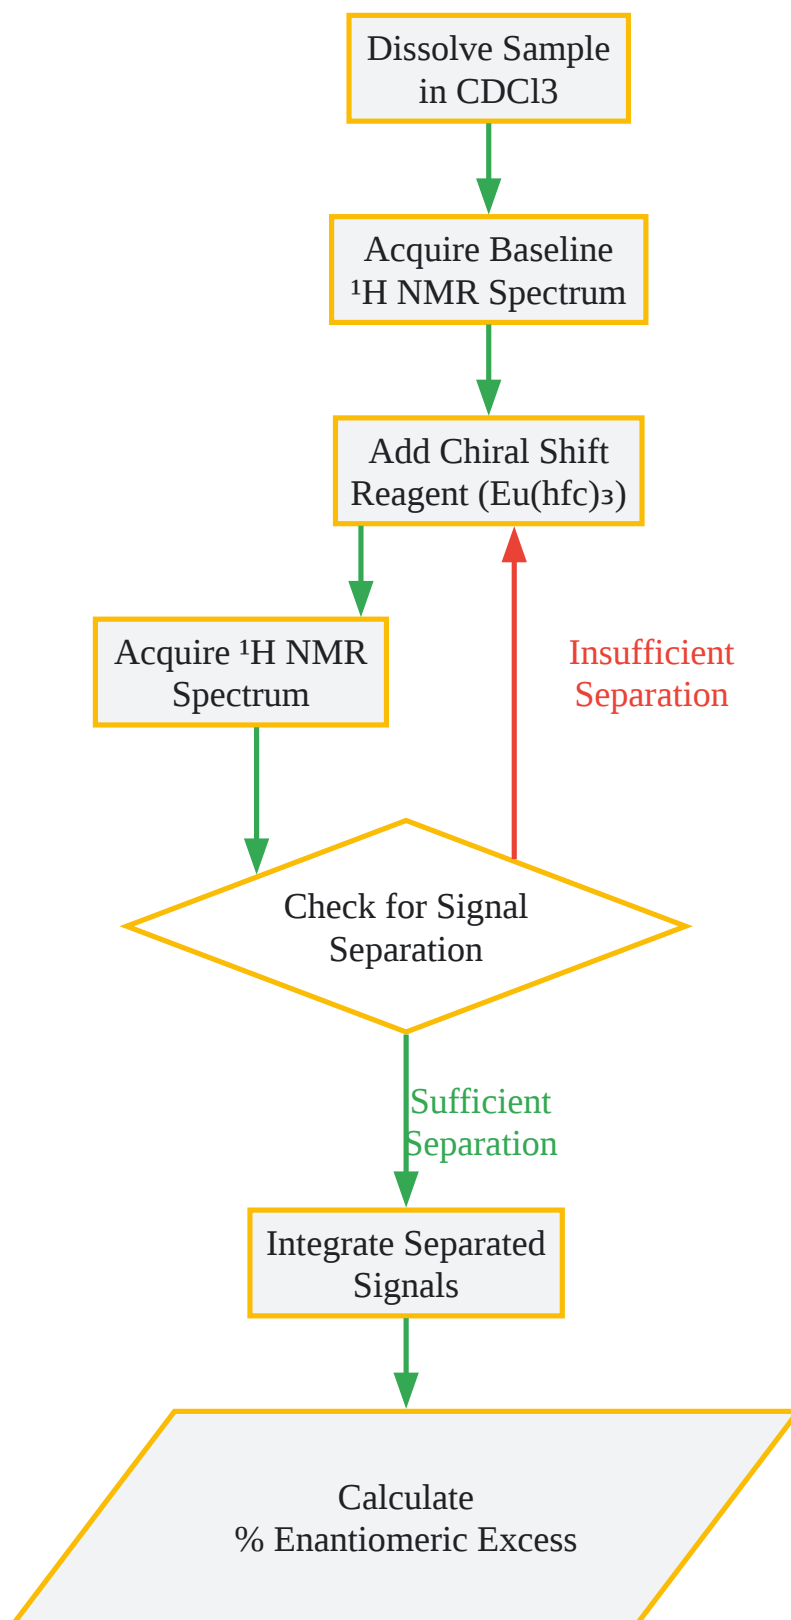 Dissolve Sample
in CDCl3
Acquire Baseline
¹H NMR Spectrum
Add Chiral Shift
Reagent (Eu(hfc)₃)
Acquire ¹H NMR
Spectrum
Insufficient
Separation
Check for Signal
Separation
Sufficient
Separation
Integrate Separated
Signals
Calculate
% Enantiomeric Excess